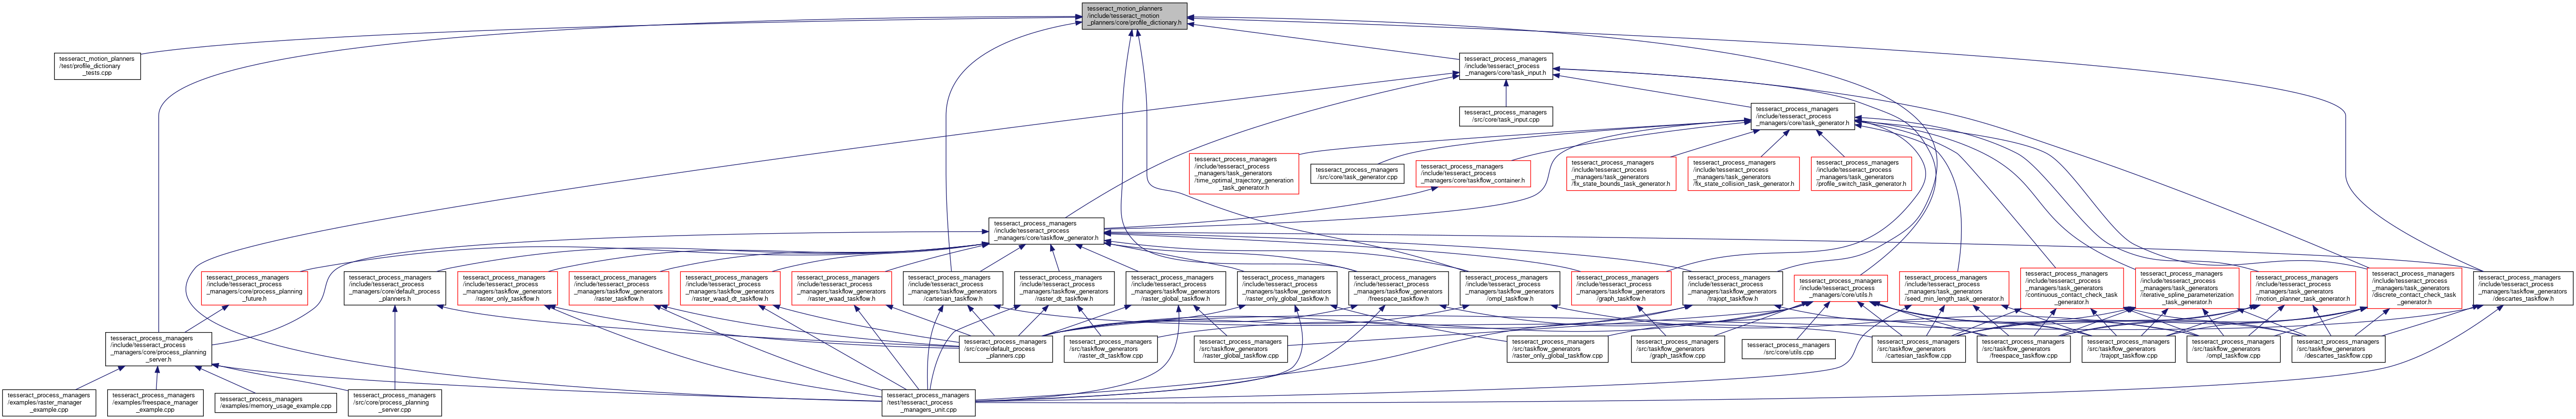 tesseract_motion_planners
/include/tesseract_motion
_planners/core/profile_dictionary.h
tesseract_motion_planners
/test/profile_dictionary
_tests.cpp
tesseract_process_managers
/include/tesseract_process
_managers/core/task_input.h
tesseract_process_managers
/src/core/task_input.cpp
tesseract_process_managers
/include/tesseract_process
_managers/core/task_generator.h
tesseract_process_managers
/include/tesseract_process
_managers/task_generators
/time_optimal_trajectory_generation
_task_generator.h
tesseract_process_managers
/src/core/task_generator.cpp
tesseract_process_managers
/include/tesseract_process
_managers/core/taskflow_container.h
tesseract_process_managers
/include/tesseract_process
_managers/task_generators
/fix_state_bounds_task_generator.h
tesseract_process_managers
/include/tesseract_process
_managers/task_generators
/fix_state_collision_task_generator.h
tesseract_process_managers
/include/tesseract_process
_managers/task_generators
/profile_switch_task_generator.h
tesseract_process_managers
/include/tesseract_process
_managers/core/taskflow_generator.h
tesseract_process_managers
/include/tesseract_process
_managers/core/process_planning
_future.h
tesseract_process_managers
/include/tesseract_process
_managers/core/default_process
_planners.h
tesseract_process_managers
/include/tesseract_process
_managers/taskflow_generators
/raster_only_taskflow.h
tesseract_process_managers
/include/tesseract_process
_managers/taskflow_generators
/raster_taskflow.h
tesseract_process_managers
/include/tesseract_process
_managers/taskflow_generators
/raster_waad_dt_taskflow.h
tesseract_process_managers
/include/tesseract_process
_managers/taskflow_generators
/raster_waad_taskflow.h
tesseract_process_managers
/include/tesseract_process
_managers/taskflow_generators
/cartesian_taskflow.h
tesseract_process_managers
/include/tesseract_process
_managers/taskflow_generators
/raster_dt_taskflow.h
tesseract_process_managers
/include/tesseract_process
_managers/taskflow_generators
/raster_global_taskflow.h
tesseract_process_managers
/include/tesseract_process
_managers/taskflow_generators
/raster_only_global_taskflow.h
tesseract_process_managers
/include/tesseract_process
_managers/taskflow_generators
/freespace_taskflow.h
tesseract_process_managers
/include/tesseract_process
_managers/taskflow_generators
/ompl_taskflow.h
tesseract_process_managers
/include/tesseract_process
_managers/taskflow_generators
/graph_taskflow.h
tesseract_process_managers
/include/tesseract_process
_managers/taskflow_generators
/trajopt_taskflow.h
tesseract_process_managers
/include/tesseract_process
_managers/core/utils.h
tesseract_process_managers
/include/tesseract_process
_managers/task_generators
/seed_min_length_task_generator.h
tesseract_process_managers
/include/tesseract_process
_managers/task_generators
/continuous_contact_check_task
_generator.h
tesseract_process_managers
/include/tesseract_process
_managers/task_generators
/iterative_spline_parameterization
_task_generator.h
tesseract_process_managers
/include/tesseract_process
_managers/task_generators
/motion_planner_task_generator.h
tesseract_process_managers
/include/tesseract_process
_managers/task_generators
/discrete_contact_check_task
_generator.h
tesseract_process_managers
/include/tesseract_process
_managers/taskflow_generators
/descartes_taskflow.h
tesseract_process_managers
/include/tesseract_process
_managers/core/process_planning
_server.h
tesseract_process_managers
/src/core/default_process
_planners.cpp
tesseract_process_managers
/src/taskflow_generators
/raster_dt_taskflow.cpp
tesseract_process_managers
/src/taskflow_generators
/raster_global_taskflow.cpp
tesseract_process_managers
/src/taskflow_generators
/raster_only_global_taskflow.cpp
tesseract_process_managers
/src/taskflow_generators
/graph_taskflow.cpp
tesseract_process_managers
/src/core/utils.cpp
tesseract_process_managers
/src/taskflow_generators
/cartesian_taskflow.cpp
tesseract_process_managers
/src/taskflow_generators
/freespace_taskflow.cpp
tesseract_process_managers
/src/taskflow_generators
/trajopt_taskflow.cpp
tesseract_process_managers
/src/taskflow_generators
/ompl_taskflow.cpp
tesseract_process_managers
/src/taskflow_generators
/descartes_taskflow.cpp
tesseract_process_managers
/examples/raster_manager
_example.cpp
tesseract_process_managers
/examples/freespace_manager
_example.cpp
tesseract_process_managers
/examples/memory_usage_example.cpp
tesseract_process_managers
/src/core/process_planning
_server.cpp
tesseract_process_managers
/test/tesseract_process
_managers_unit.cpp